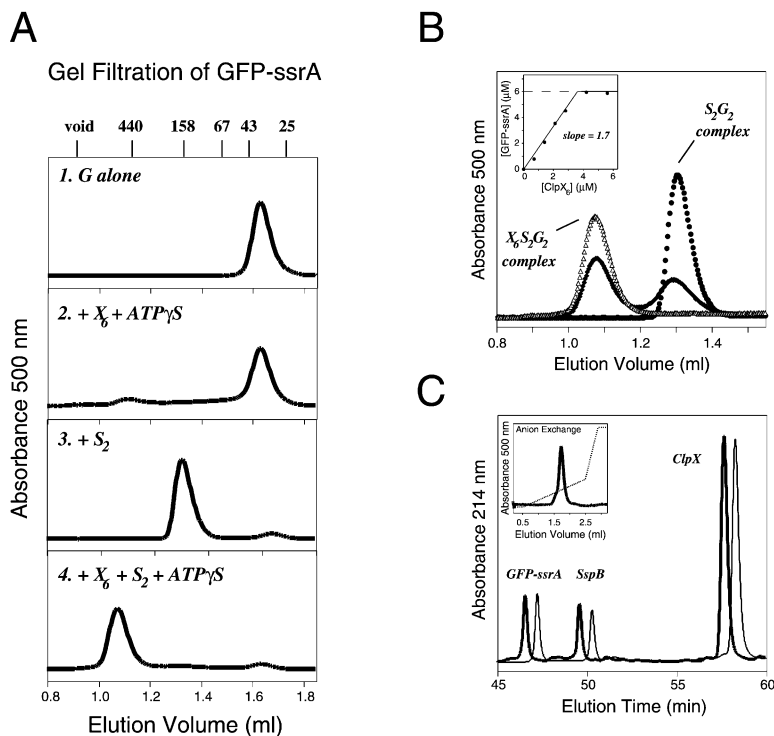 A
Gel Filtration of GFP-ssrA
void 440 158 67 43 25
1. G alone
2. + X6 + ATPγS
3. + S2
4. + X6 + S2 + ATPγS
Absorbance 500 nm
0.8 1.0 1.2 1.4 1.6 1.8
Elution Volume (ml)
B
Absorbance 500 nm
[GFP-ssrA] (μM)
8
6
4
2
0
slope = 1.7
0 2 4 6
[ClpX6] (μM)
S2G2
complex
X6S2G2
complex
0.8 1.0 1.2 1.4
Elution Volume (ml)
C
Absorbance 214 nm
Absorbance 500 nm
Anion Exchange
0.5 1.5 2.5
Elution Volume (ml)
ClpX
GFP-ssrA SspB
45 50 55 60
Elution Time (min)